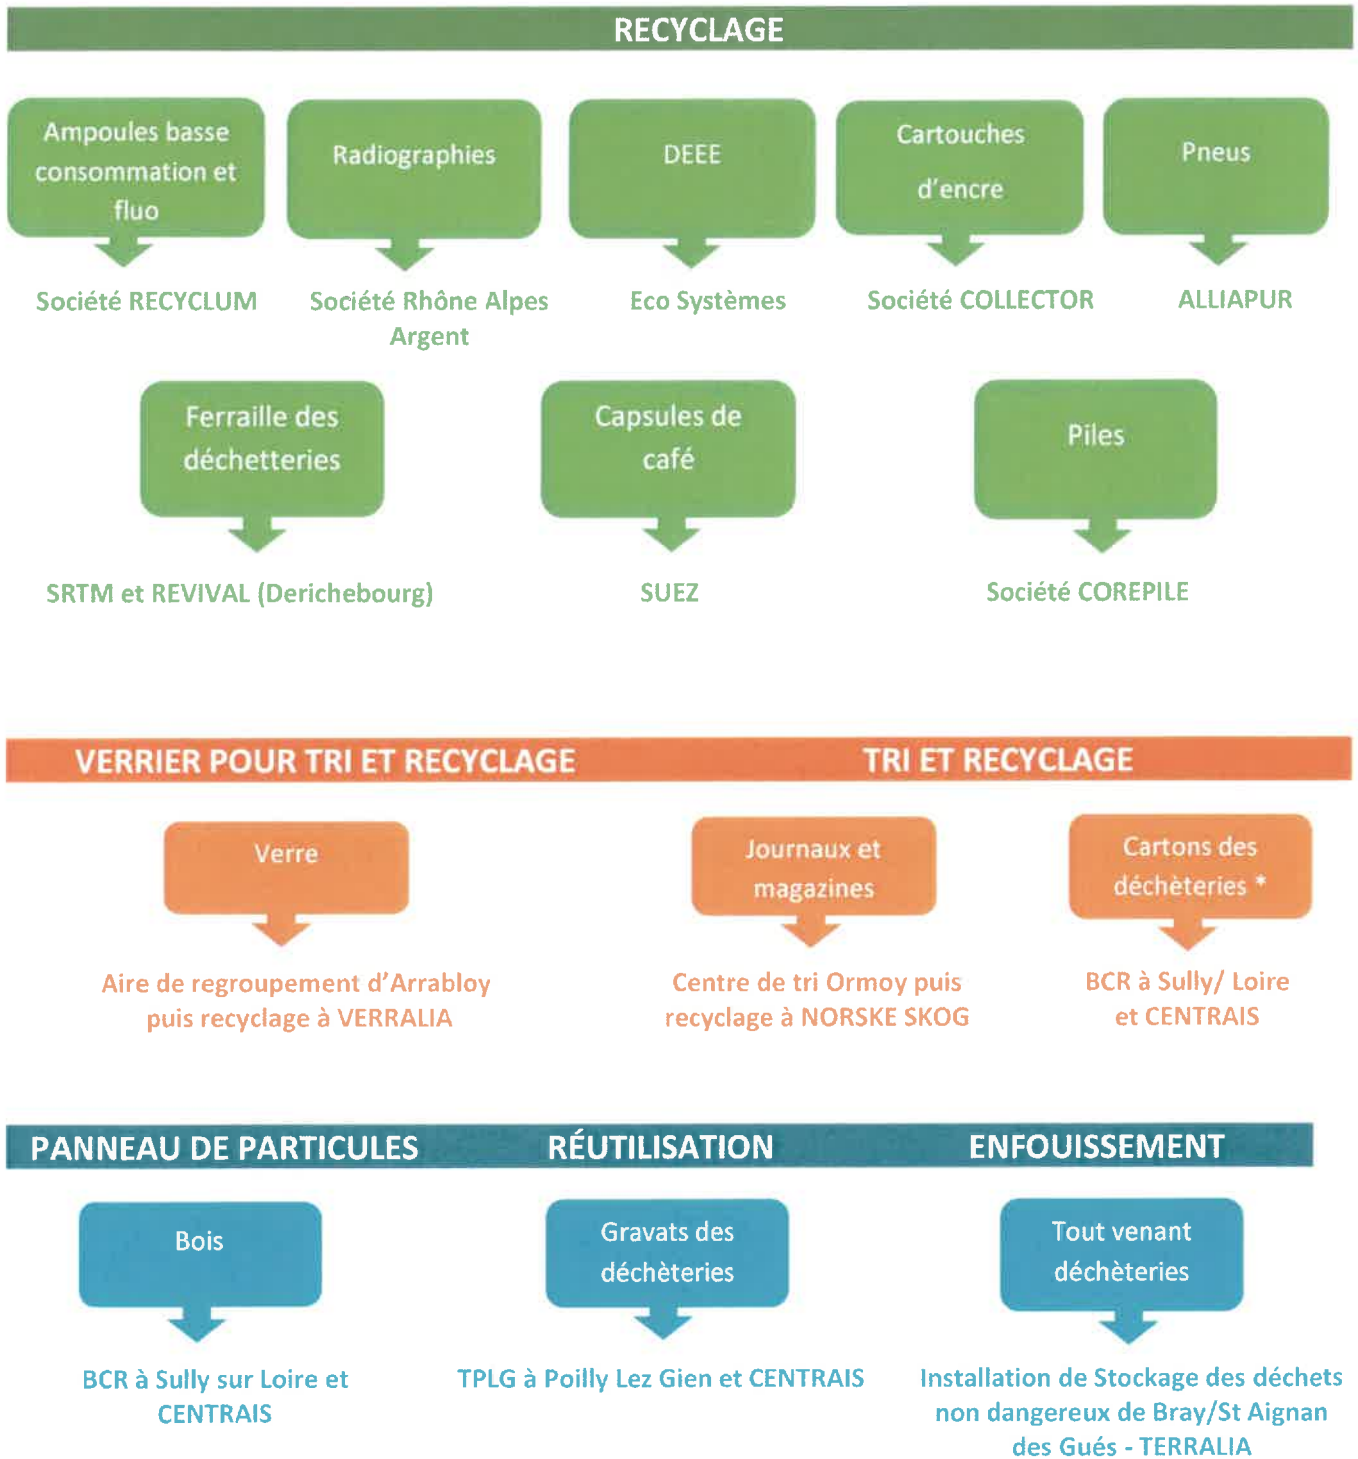 RECYCLAGE
Ampoules basse
consommation et
fluo
Radiographies
DEEE
Cartouches
d'encre
Pneus
Société RECYCLUM
Société Rhône Alpes
Argent
Eco Systèmes
Société COLLECTOR
ALLIAPUR
Ferraille des
déchetteries
Capsules de
café
Piles
SRTM et REVIVAL (Derichebourg)
SUEZ
Société COREPILE
VERRIER POUR TRI ET RECYCLAGE
TRI ET RECYCLAGE
Verre
Journaux et
magazines
Cartons des
déchèteries *
Aire de regroupement d'Arrabloy
puis recyclage à VERRALIA
Centre de tri Ormoy puis
recyclage à NORSKE SKOG
BCR à Sully/ Loire
et CENTRAIS
PANNEAU DE PARTICULES
RÉUTILISATION
ENFOUISSEMENT
Bois
Gravats des
déchèteries
Tout venant
déchèteries
BCR à Sully sur Loire et
CENTRAIS
TPLG à Poilly Lez Gien et CENTRAIS
Installation de Stockage des déchets
non dangereux de Bray/St Aignan
des Gués - TERRALIA